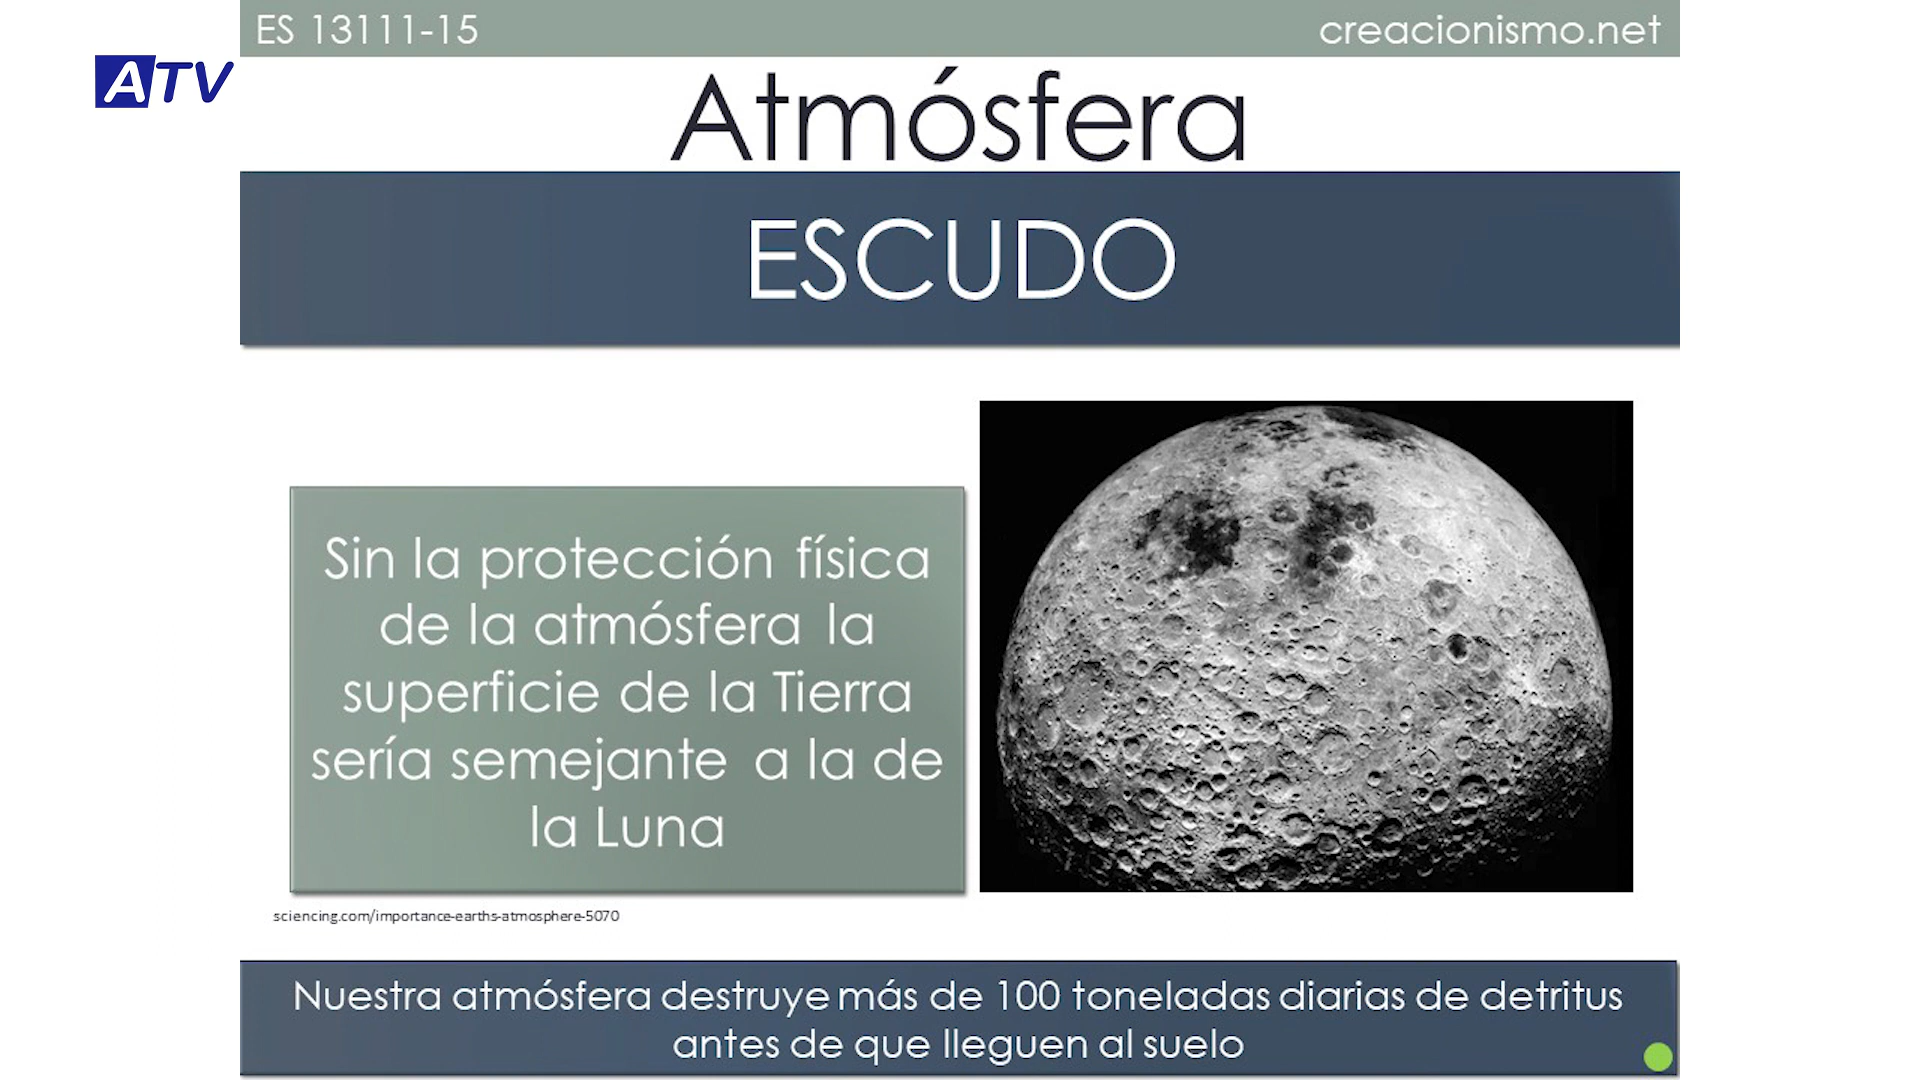 ES 13111-15
creacionismo.net
ATV
Atmósfera
ESCUDO
Sin la protección física
de la atmósfera la
superficie de la Tierra
sería semejante a la de
la Luna
sciencing.com/importance-earths-atmosphere-5070
Nuestra atmósfera destruye más de 100 toneladas diarias de detritus
antes de que lleguen al suelo